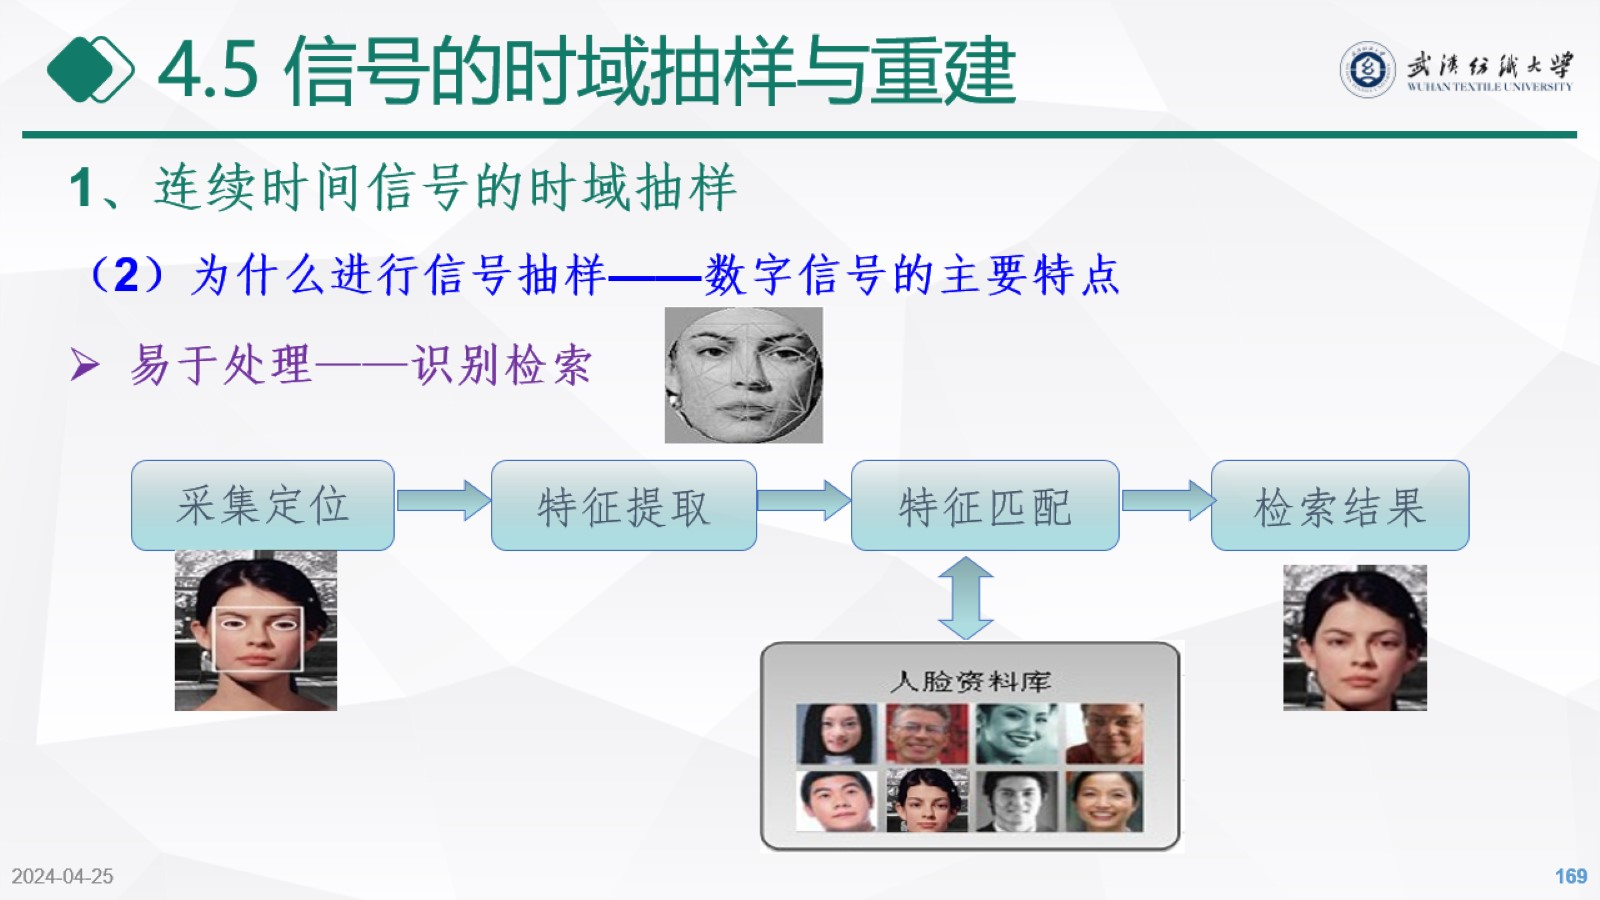 4.5 信号的时域抽样与重建
武汉纺织大学
WUHAN TEXTILE UNIVERSITY
1、连续时间信号的时域抽样
（2）为什么进行信号抽样——数字信号的主要特点
➢ 易于处理——识别检索
采集定位
特征提取
特征匹配
检索结果
人脸资料库
2024-04-25
169